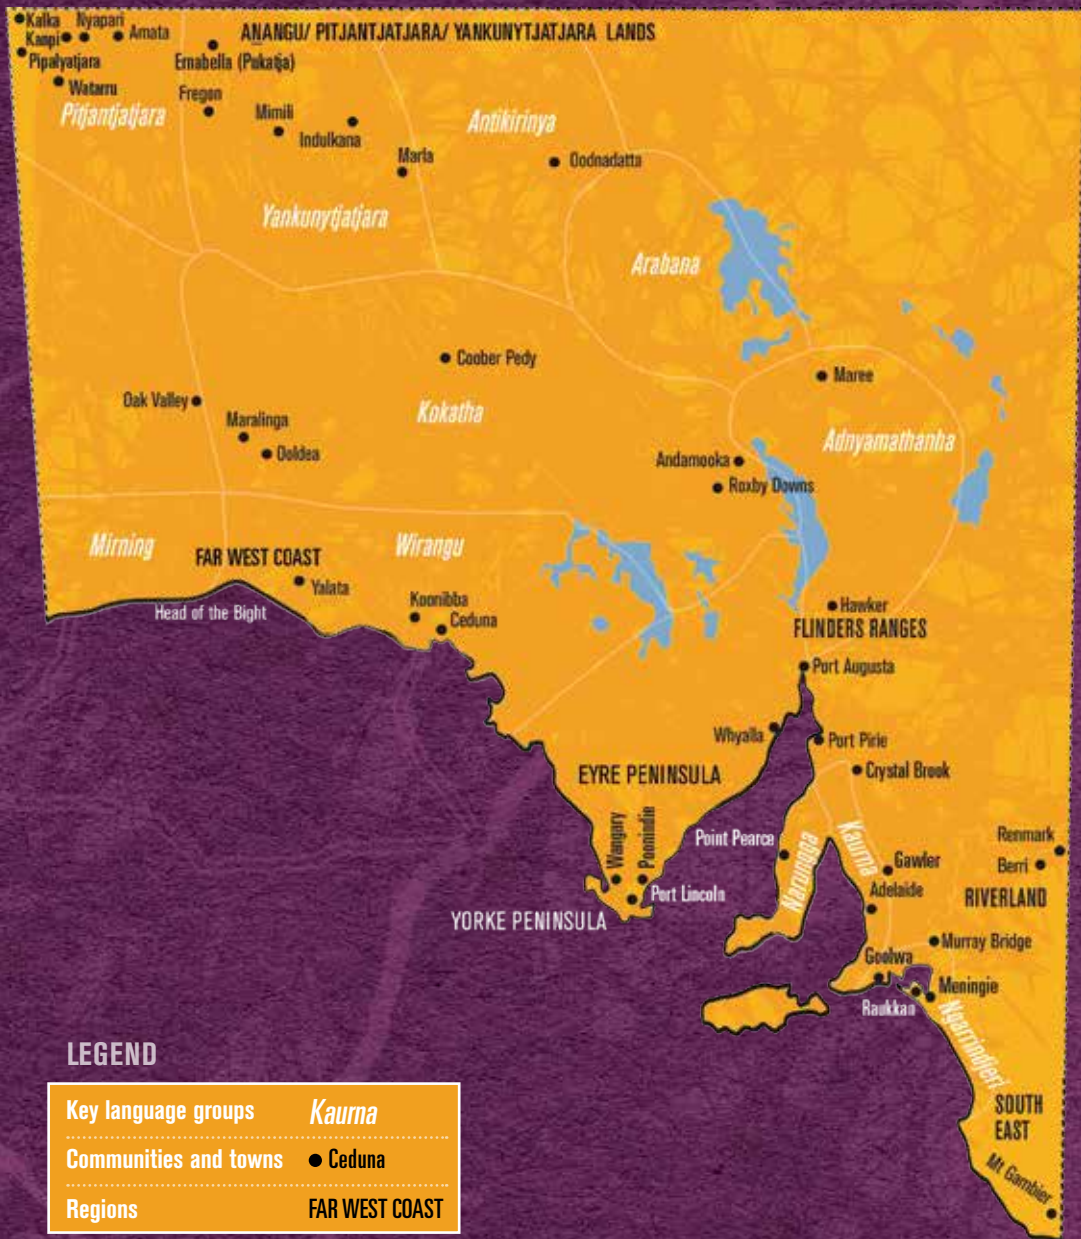 Kalka
Nyapari
Kanpi
Amata
ANANGU/ PITJANTJATJARA/ YANKUNYTJATJARA LANDS
Pipalyatjara
Ernabella (Pukatja)
Watarru
Fregon
Pitjantjatjara
Mimili
Indulkana
Antikirinya
Marla
Oodnadatta
Yankunytjatjara
Arabana
Coober Pedy
Maree
Oak Valley
Kokatha
Maralinga
Ooldea
Adnyamathanha
Andamooka
Roxby Downs
Mirning
FAR WEST COAST
Wirangu
Yalata
Head of the Bight
Koonibba
Ceduna
Hawker
FLINDERS RANGES
Port Augusta
Whyalla
Port Pirie
EYRE PENINSULA
Crystal Brook
Wangary
Poonindie
Point Pearce
Narungga
Kaurna
Renmark
Gawler
Berri
Port Lincoln
Adelaide
RIVERLAND
YORKE PENINSULA
Murray Bridge
Goolwa
Meningie
Raukkan
Ngarrindjeri
SOUTH
EAST
Mt Gambier
LEGEND
Key language groups Kaurna
Communities and towns Ceduna
Regions FAR WEST COAST